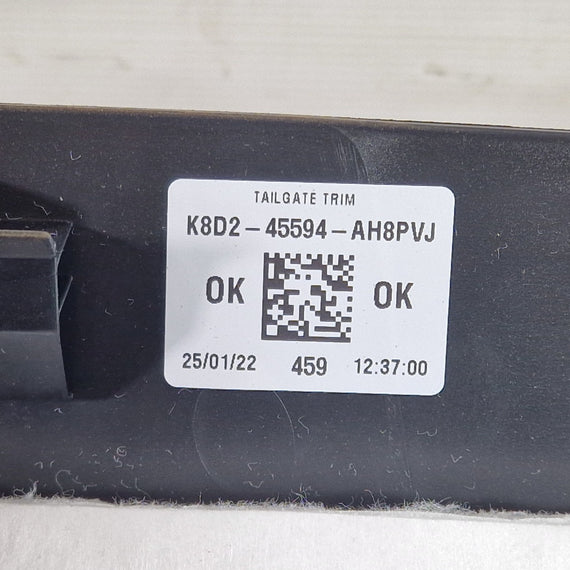 TAILGATE TRIM
K8D2-45594-AH8PVJ
OK OK
25/01/22 459 12:37:00